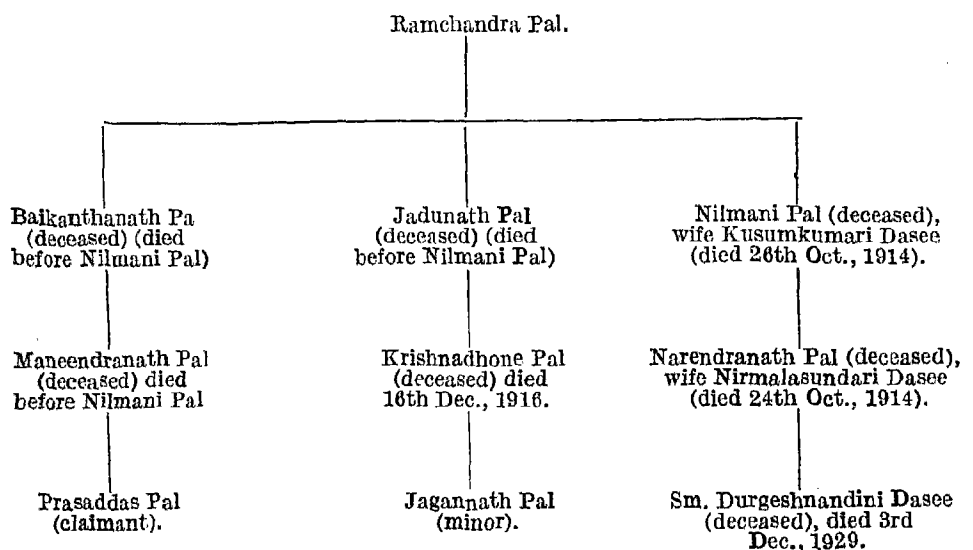 Ramchandra Pal.
Baikanthanath Pa
(deceased) (died
before Nilmani Pal)
Jadunath Pal
(deceased) (died
before Nilmani Pal)
Nilmani Pal (deceased),
wife Kusumkumari Dasee
(died 26th Oct., 1914).
Maneendranath Pal
(deceased) died
before Nilmani Pal
Krishnadhone Pal
(deceased) died
16th Dec., 1916.
Narendranath Pal (deceased),
wife Nirmalasundari Dasee
(died 24th Oct., 1914).
Prasaddas Pal
(claimant).
Jagannath Pal
(minor).
Sm. Durgeshnandini Dasee
(deceased), died 3rd
Dec., 1929.